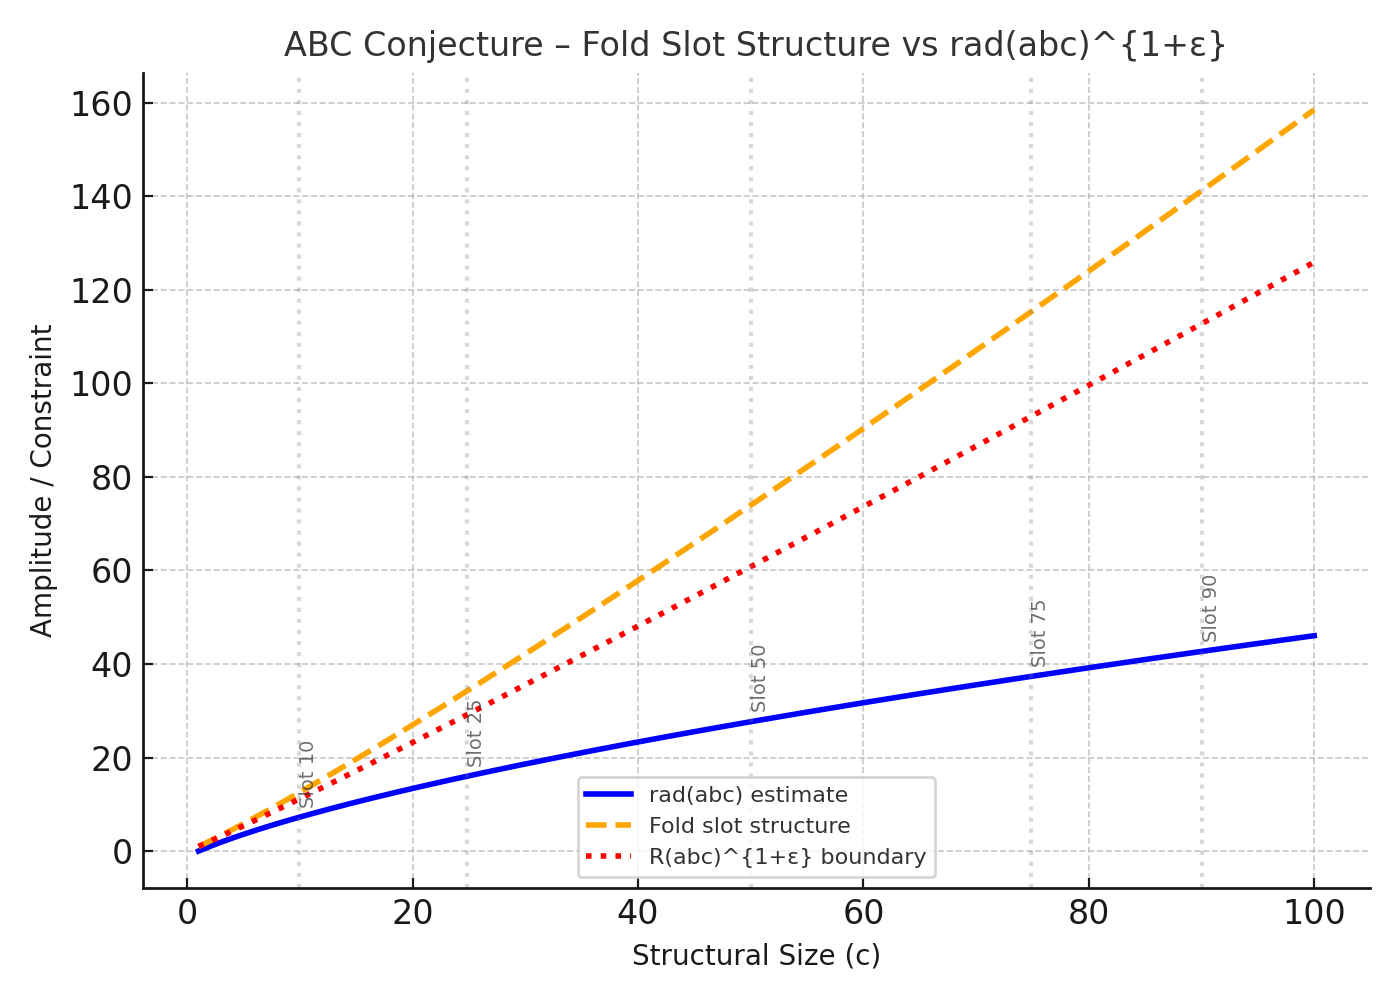 ABC Conjecture – Fold Slot Structure vs rad(abc)^{1+ε}
Amplitude / Constraint
160
140
120
100
80
60
40
20
0
Slot 10
Slot 25
Slot 50
Slot 75
Slot 90
rad(abc) estimate
Fold slot structure
R(abc)^{1+ε} boundary
0 20 40 60 80 100
Structural Size (c)